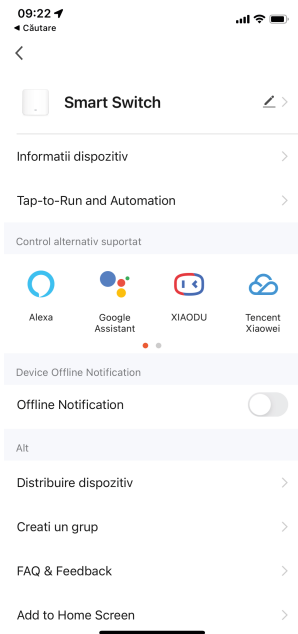 09:22
◀ Căutare
Smart Switch
Informatii dispozitiv
Tap-to-Run and Automation
Control alternativ suportat
Alexa
Google
Assistant
XIAODU
Tencent
Xiaowei
Device Offline Notification
Offline Notification
Alt
Distribuire dispozitiv
Creati un grup
FAQ & Feedback
Add to Home Screen